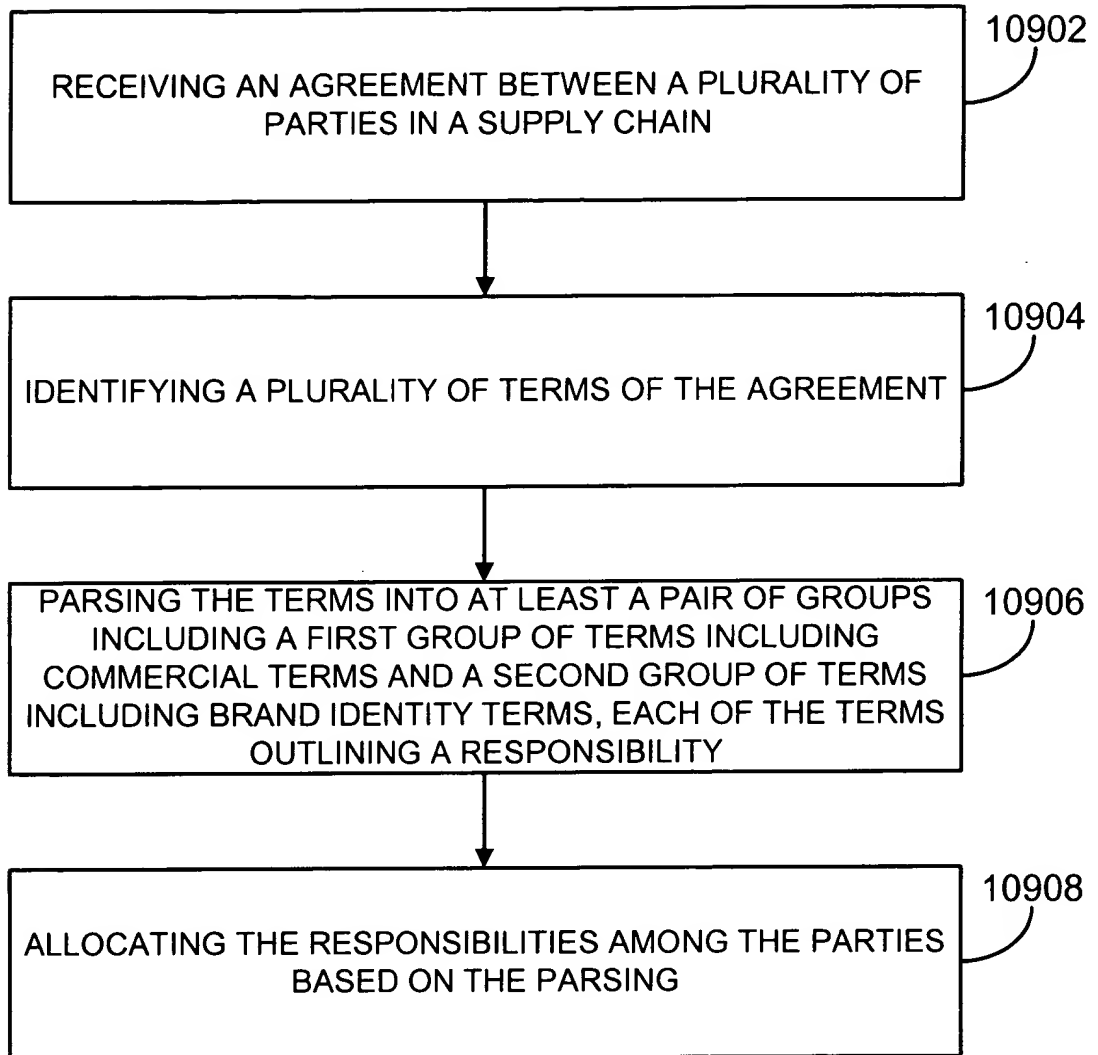 10902
RECEIVING AN AGREEMENT BETWEEN A PLURALITY OF
PARTIES IN A SUPPLY CHAIN
10904
IDENTIFYING A PLURALITY OF TERMS OF THE AGREEMENT
10906
PARSING THE TERMS INTO AT LEAST A PAIR OF GROUPS
INCLUDING A FIRST GROUP OF TERMS INCLUDING
COMMERCIAL TERMS AND A SECOND GROUP OF TERMS
INCLUDING BRAND IDENTITY TERMS, EACH OF THE TERMS
OUTLINING A RESPONSIBILITY
10908
ALLOCATING THE RESPONSIBILITIES AMONG THE PARTIES
BASED ON THE PARSING